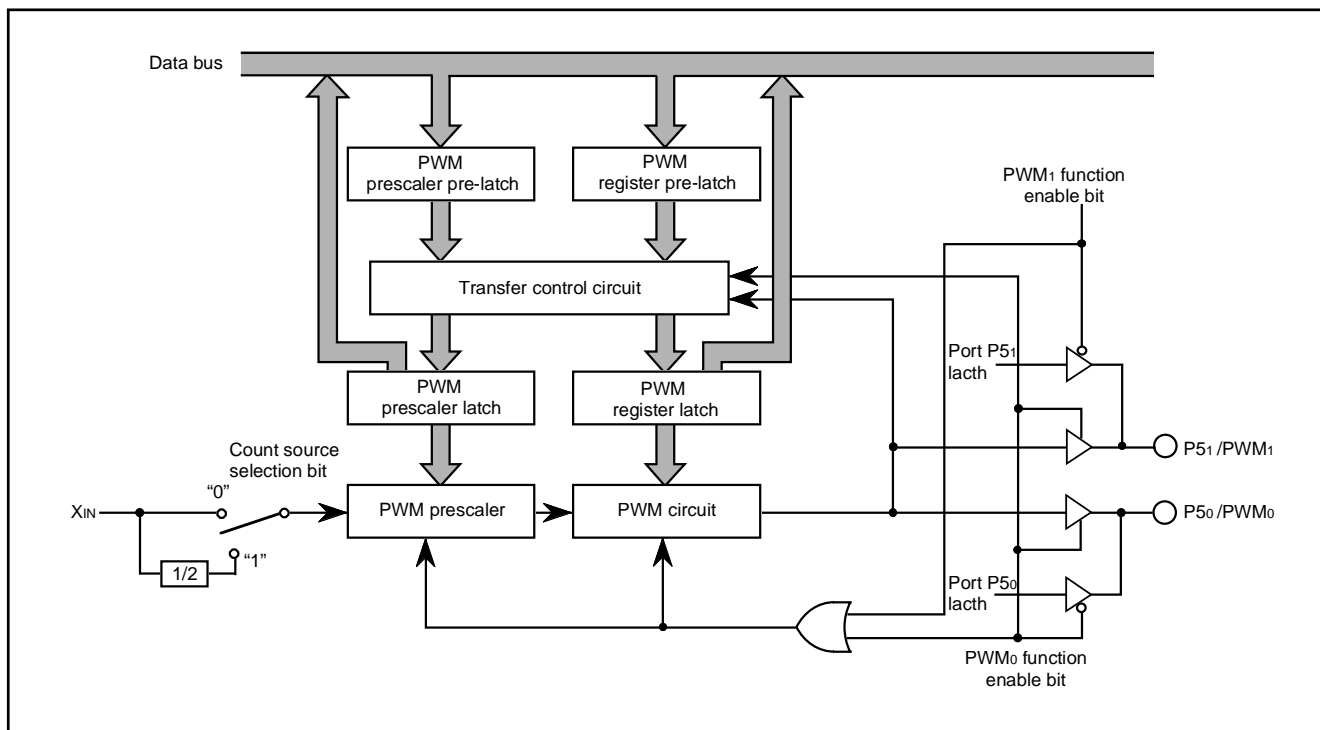 Data bus
PWM
prescaler pre-latch
PWM
register pre-latch
PWM1 function
enable bit
Transfer control circuit
Port P51
lacth
PWM
prescaler latch
PWM
register latch
Count source
selection bit
P51/PWM1
XIN
“0”
PWM prescaler
PWM circuit
P50/PWM0
“1”
1/2
Port P50
lacth
PWM0 function
enable bit